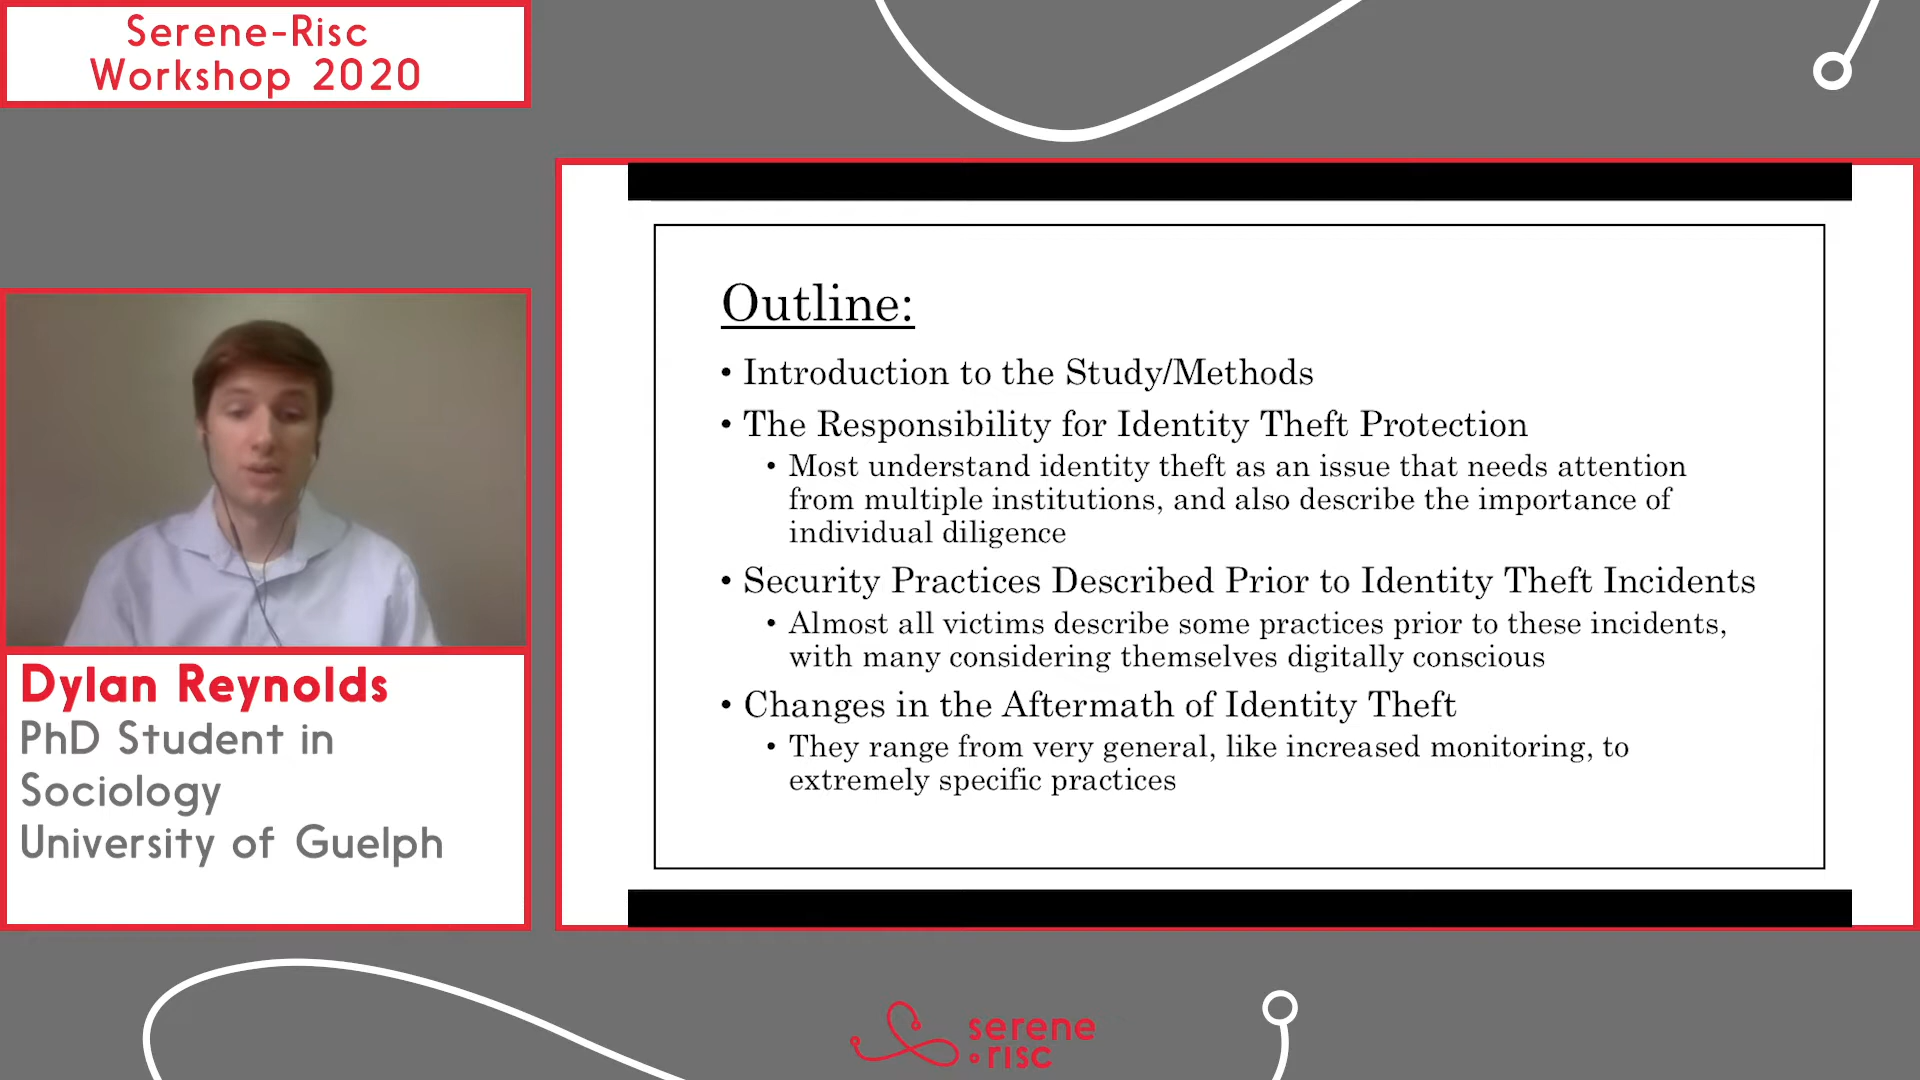 Serene-Risc
Workshop 2020
Outline:
• Introduction to the Study/Methods
• The Responsibility for Identity Theft Protection
• Most understand identity theft as an issue that needs attention
from multiple institutions, and also describe the importance of
individual diligence
• Security Practices Described Prior to Identity Theft Incidents
• Almost all victims describe some practices prior to these incidents,
with many considering themselves digitally conscious
• Changes in the Aftermath of Identity Theft
• They range from very general, like increased monitoring, to
extremely specific practices
Dylan Reynolds
PhD Student in
Sociology
University of Guelph
serene
risc